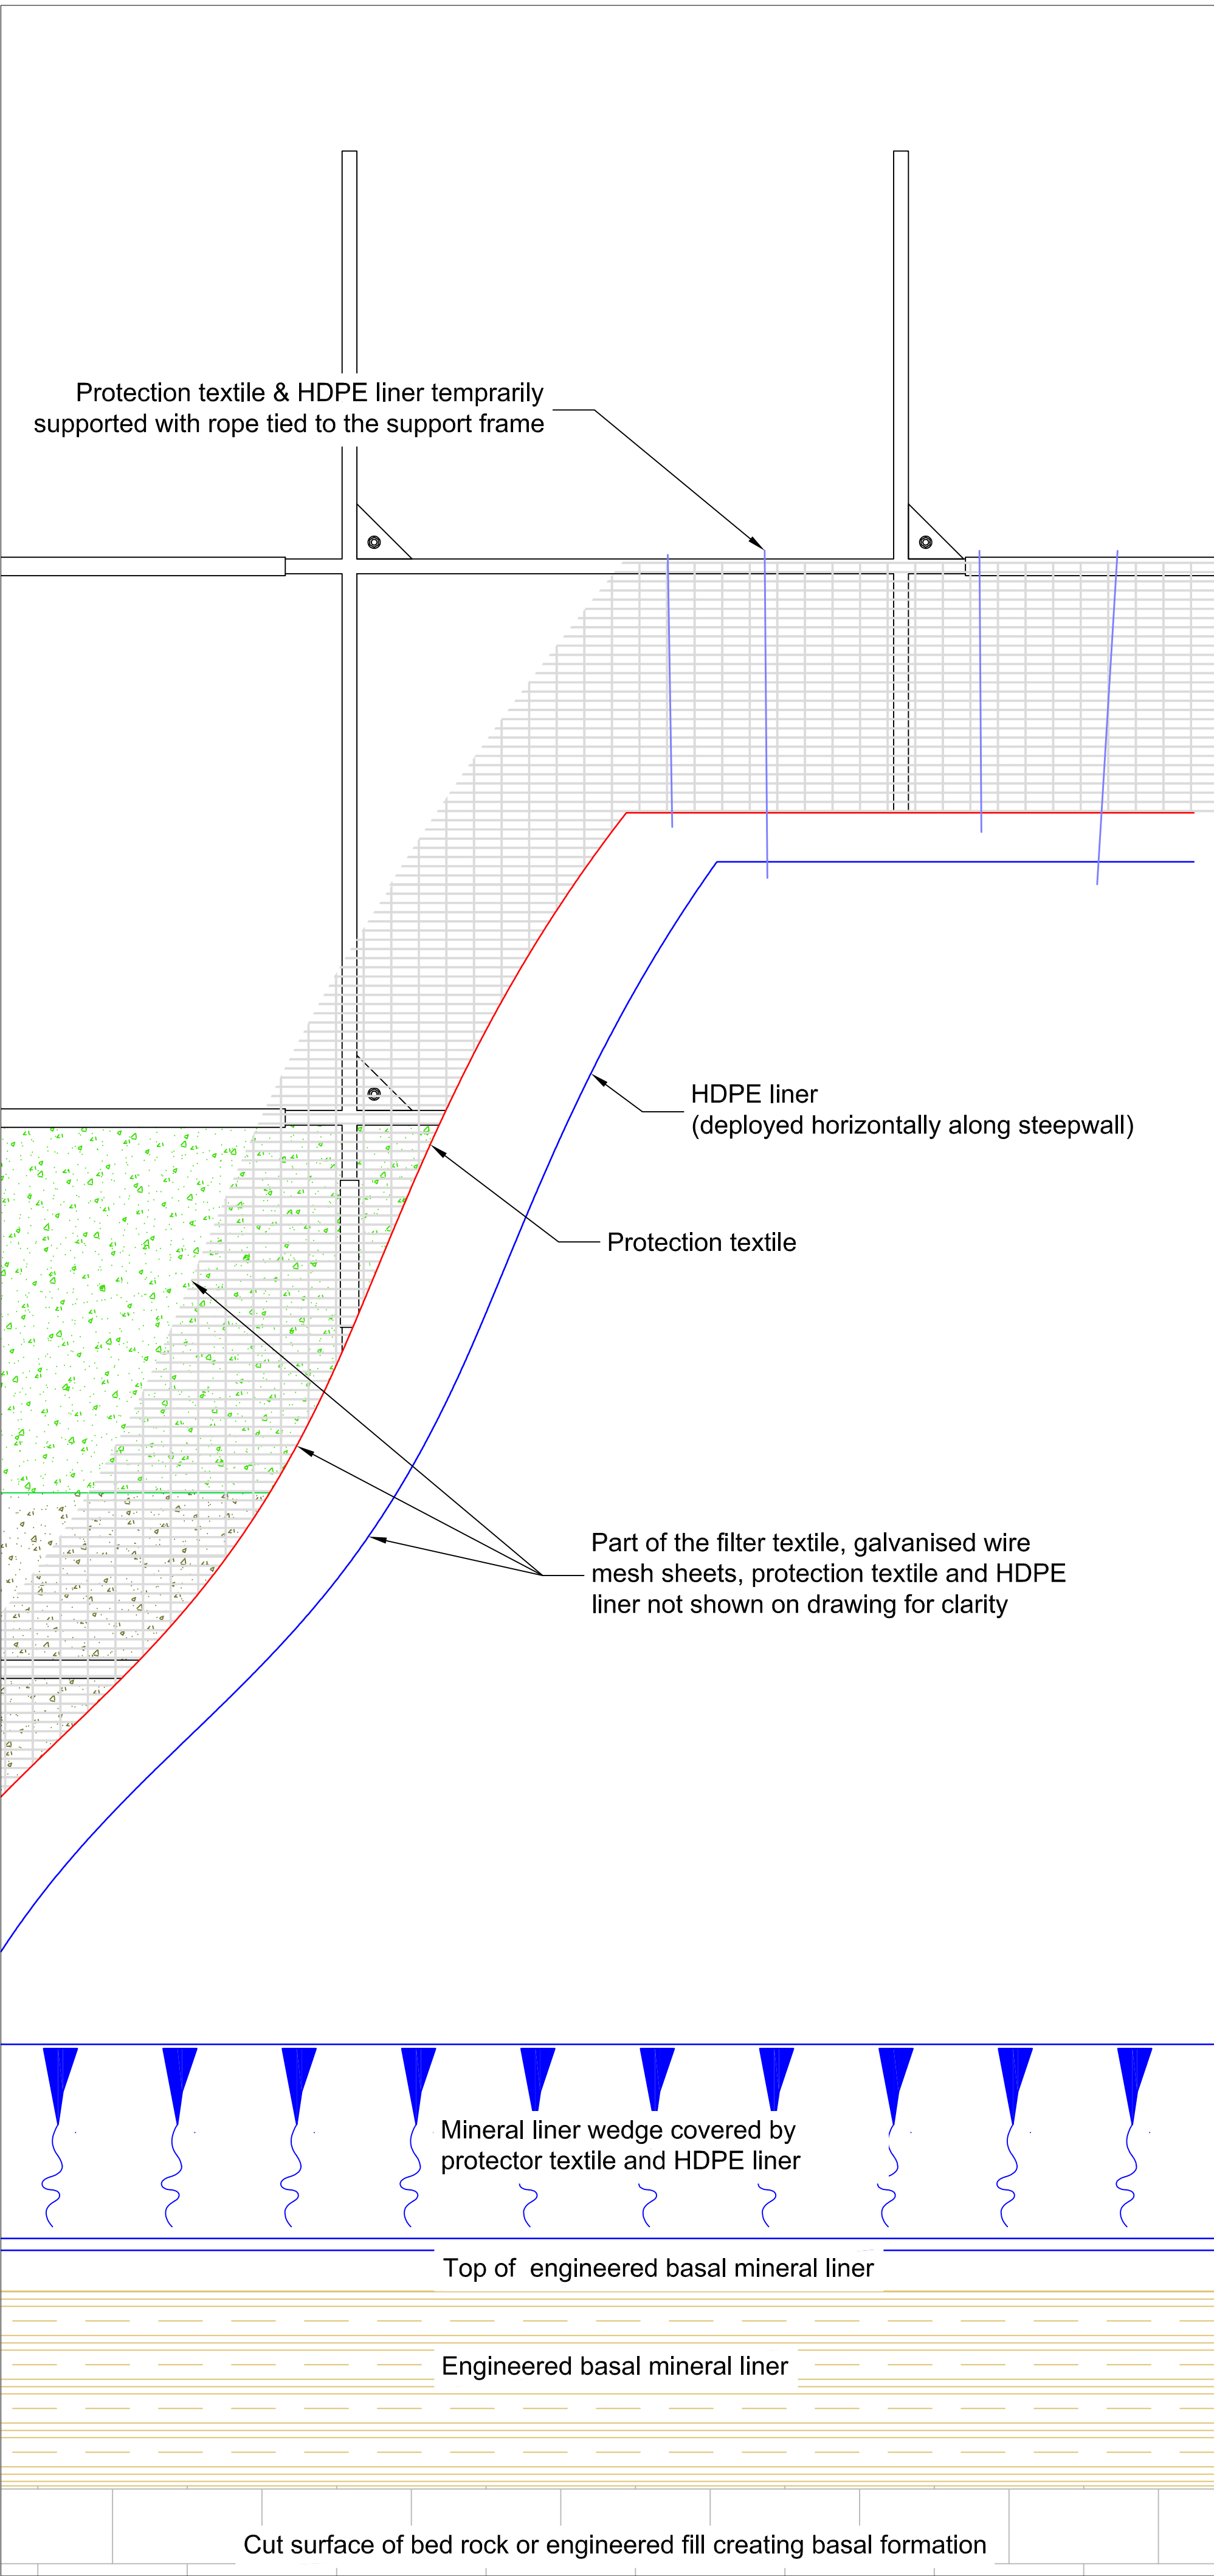 Protection textile & HDPE liner temprarily
supported with rope tied to the support frame
HDPE liner
(deployed horizontally along steepwall)
Protection textile
Part of the filter textile, galvanised wire
mesh sheets, protection textile and HDPE
liner not shown on drawing for clarity
Mineral liner wedge covered by
protector textile and HDPE liner
Top of engineered basal mineral liner
Engineered basal mineral liner
Cut surface of bed rock or engineered fill creating basal formation